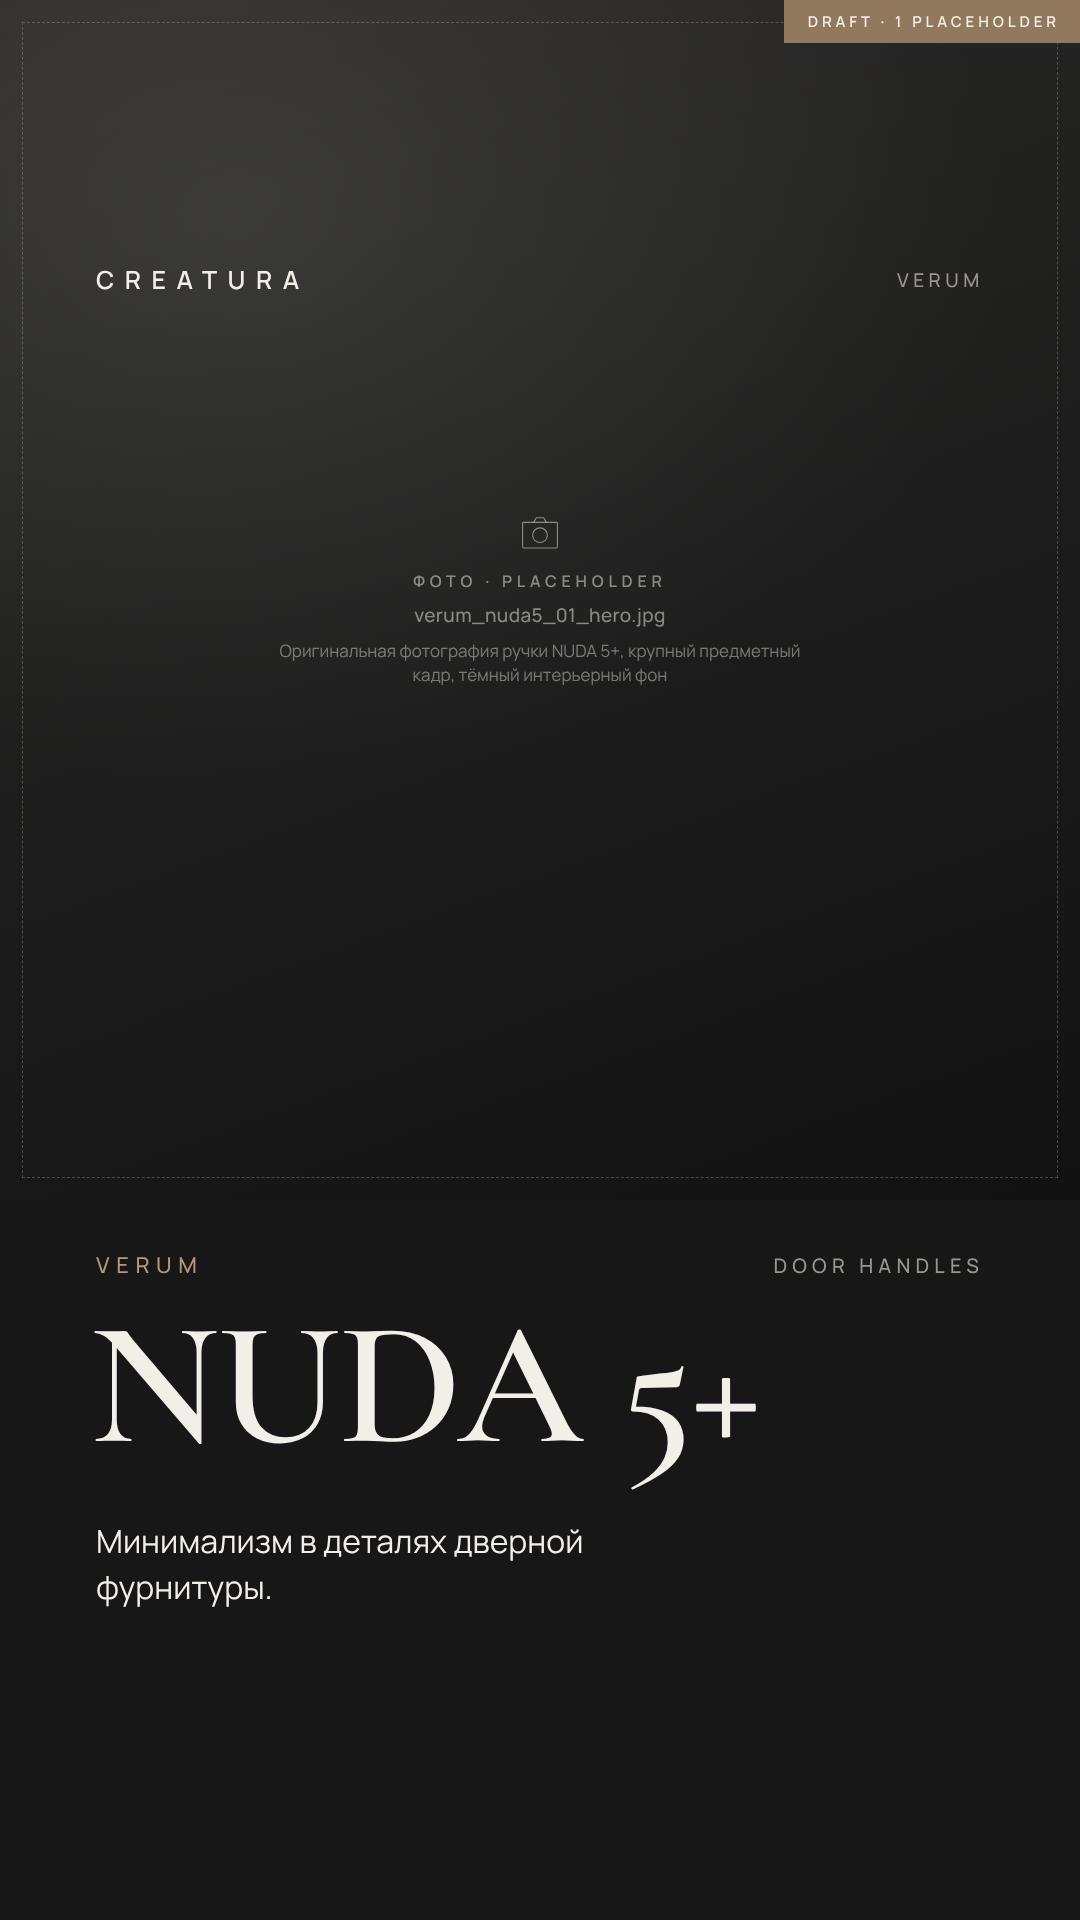 DRAFT · 1 PLACEHOLDER
CREATURA
VERUM
ФОТО · PLACEHOLDER
verum_nuda5_01_hero.jpg
Оригинальная фотография ручки NUDA 5+, крупный предметный
кадр, тёмный интерьерный фон
VERUM
DOOR HANDLES
NUDA 5+
Минимализм в деталях дверной
фурнитуры.